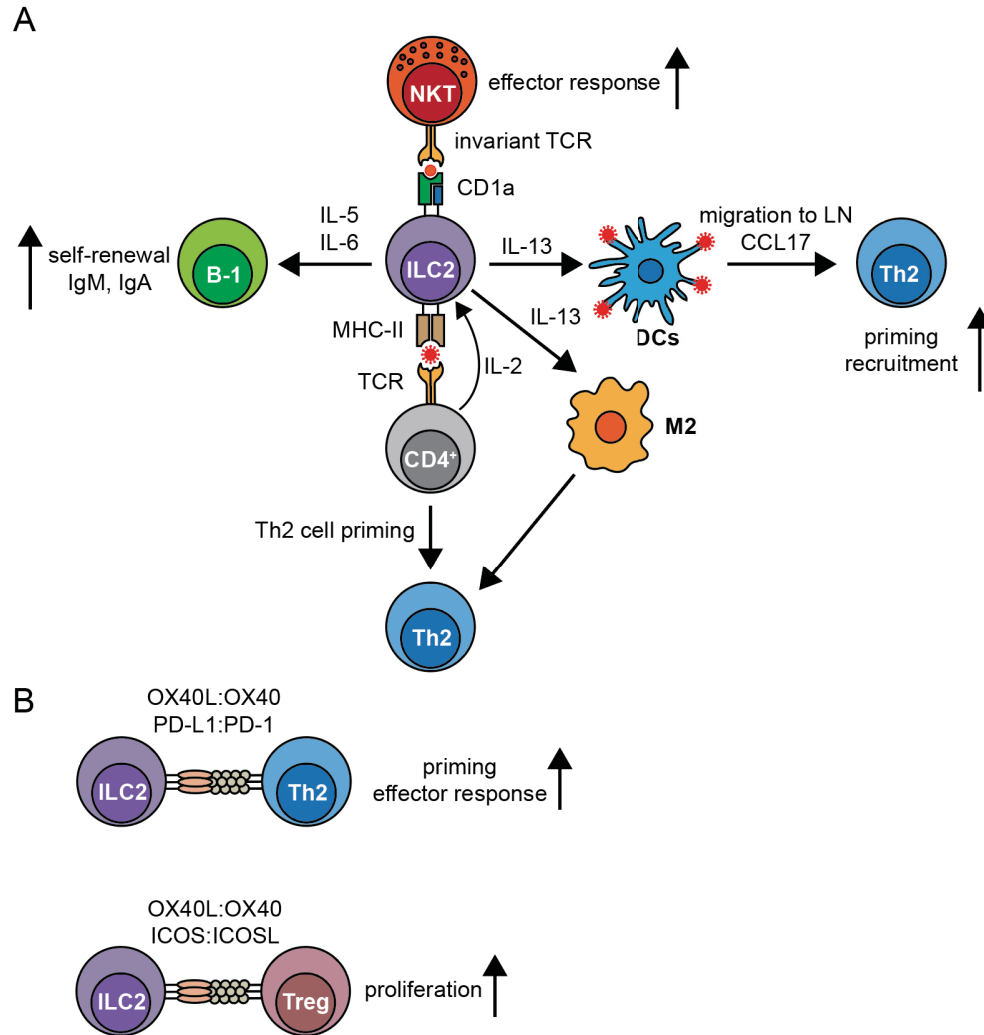 A
NKT
effector response
invariant TCR
CD1a
IL-5
IL-6
self-renewal
IgM, IgA
B-1
ILC2
IL-13
DCs
migration to LN
CCL17
Th2
priming
recruitment
MHC-II
TCR
IL-2
IL-13
M2
CD4⁺
Th2 cell priming
Th2
B
OX40L:OX40
PD-L1:PD-1
ILC2
Th2
priming
effector response
OX40L:OX40
ICOS:ICOSL
ILC2
Treg
proliferation